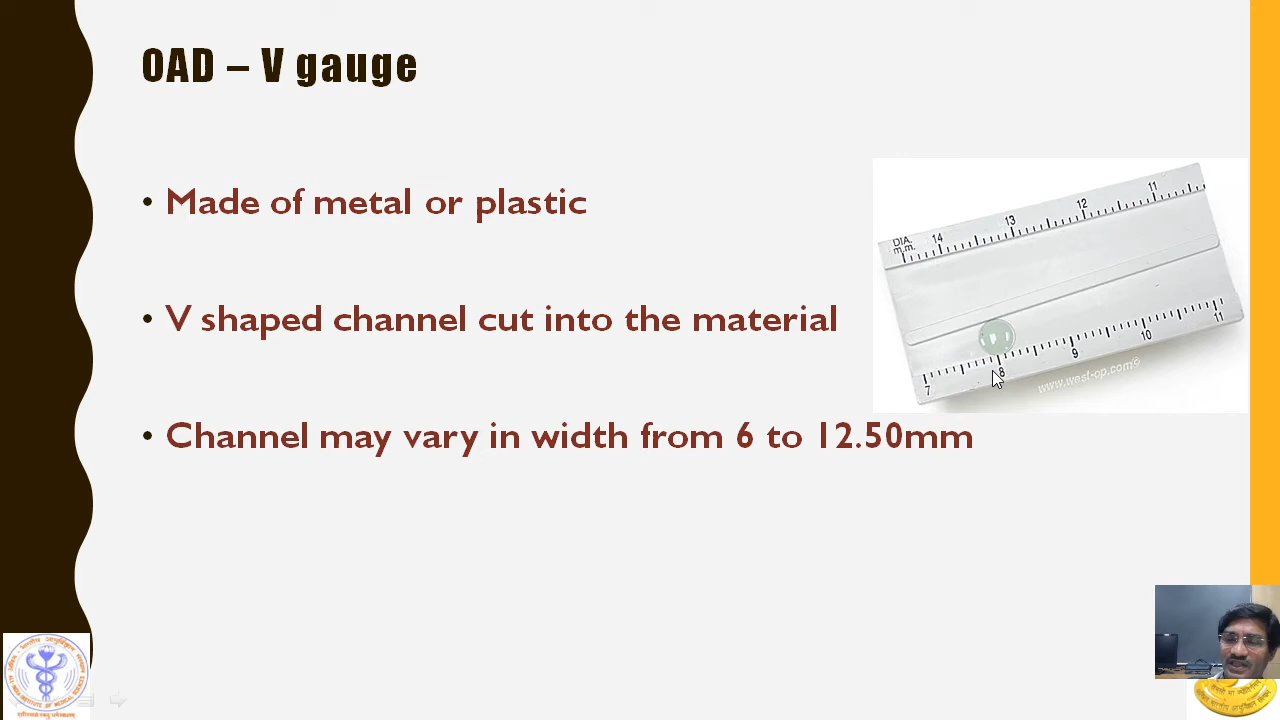 OAD – V gauge
• Made of metal or plastic
• V shaped channel cut into the material
• Channel may vary in width from 6 to 12.50mm
DIA. m.m.
14 13 12 11
7 8 9 10 11
www.west-op.com©